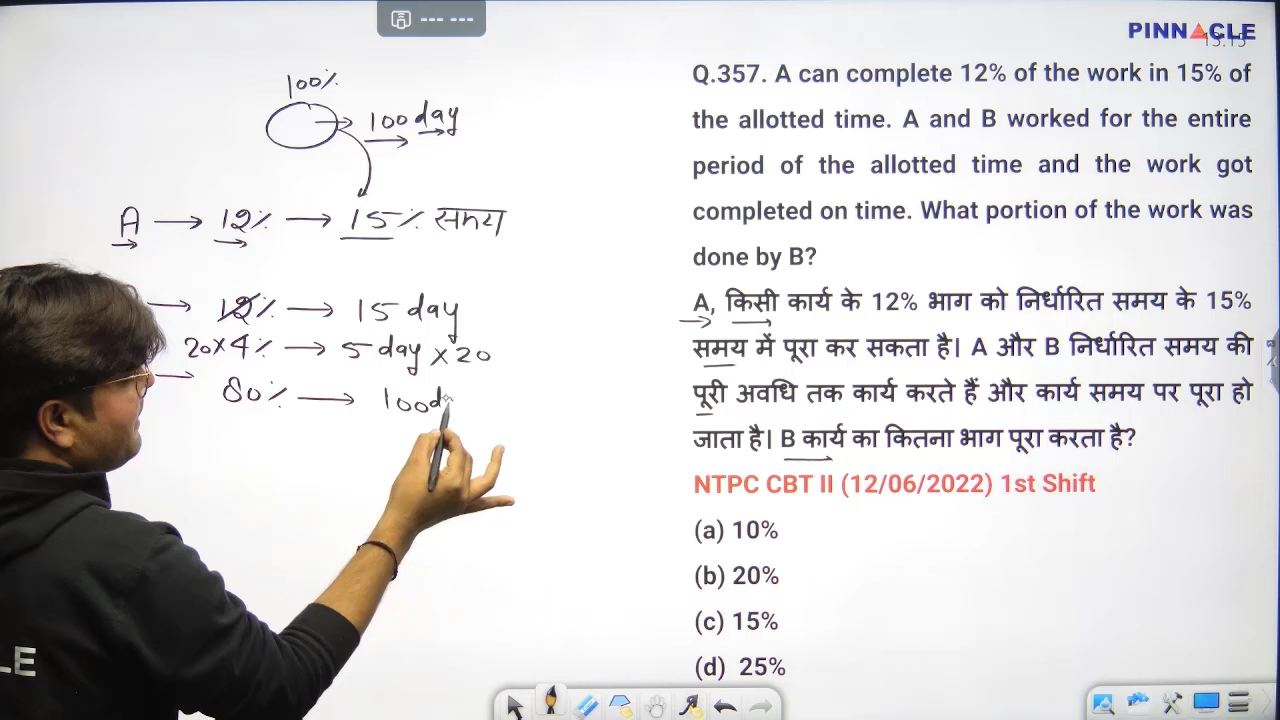 PINNACLE
100%
100 day
A → 12% → 15% समय
→ 12% → 15 day
20×4% → 5 day ×20
→ 80% → 100d
Q.357. A can complete 12% of the work in 15% of
the allotted time. A and B worked for the entire
period of the allotted time and the work got
completed on time. What portion of the work was
done by B?
A, किसी कार्य के 12% भाग को निर्धारित समय के 15%
समय में पूरा कर सकता है। A और B निर्धारित समय की
पूरी अवधि तक कार्य करते हैं और कार्य समय पर पूरा हो
जाता है। B कार्य का कितना भाग पूरा करता है?
NTPC CBT II (12/06/2022) 1st Shift
(a) 10%
(b) 20%
(c) 15%
(d) 25%
LE